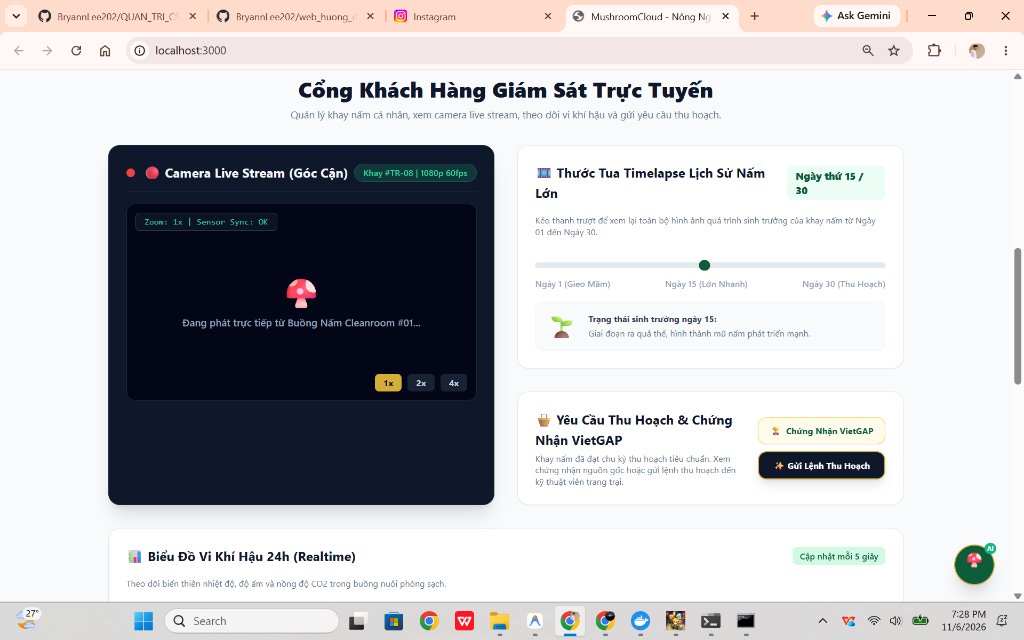 BryannLee202/QUAN_TRI_CS
BryannLee202/web_huong_d
Instagram
MushroomCloud - Nông Ng
Ask Gemini
localhost:3000
Cổng Khách Hàng Giám Sát Trực Tuyến
Quản lý khay nấm cá nhân, xem camera live stream, theo dõi vi khí hậu và gửi yêu cầu thu hoạch.
Camera Live Stream (Góc Cận)
Khay #TR-08 | 1080p 60fps
Zoom: 1x | Sensor Sync: OK
Đang phát trực tiếp từ Buồng Nấm Cleanroom #01...
1x
2x
4x
Thước Tua Timelapse Lịch Sử Nấm
Lớn
Ngày thứ 15 /
30
Kéo thanh trượt để xem lại toàn bộ hình ảnh quá trình sinh trưởng của khay nấm từ Ngày
01 đến Ngày 30.
Ngày 1 (Gieo Mầm)
Ngày 15 (Lớn Nhanh)
Ngày 30 (Thu Hoạch)
Trạng thái sinh trưởng ngày 15:
Giai đoạn ra quả thể, hình thành mũ nấm phát triển mạnh.
Yêu Cầu Thu Hoạch & Chứng
Nhận VietGAP
Khay nấm đã đạt chu kỳ thu hoạch tiêu chuẩn. Xem
chứng nhận nguồn gốc hoặc gửi lệnh thu hoạch đến
kỹ thuật viên trang trại.
Chứng Nhận VietGAP
Gửi Lệnh Thu Hoạch
Biểu Đồ Vi Khí Hậu 24h (Realtime)
Cập nhật mỗi 5 giây
Theo dõi biến thiên nhiệt độ, độ ẩm và nồng độ CO2 trong buồng nuôi phòng sạch.
AI
27°
Search
7:28 PM
11/6/2026